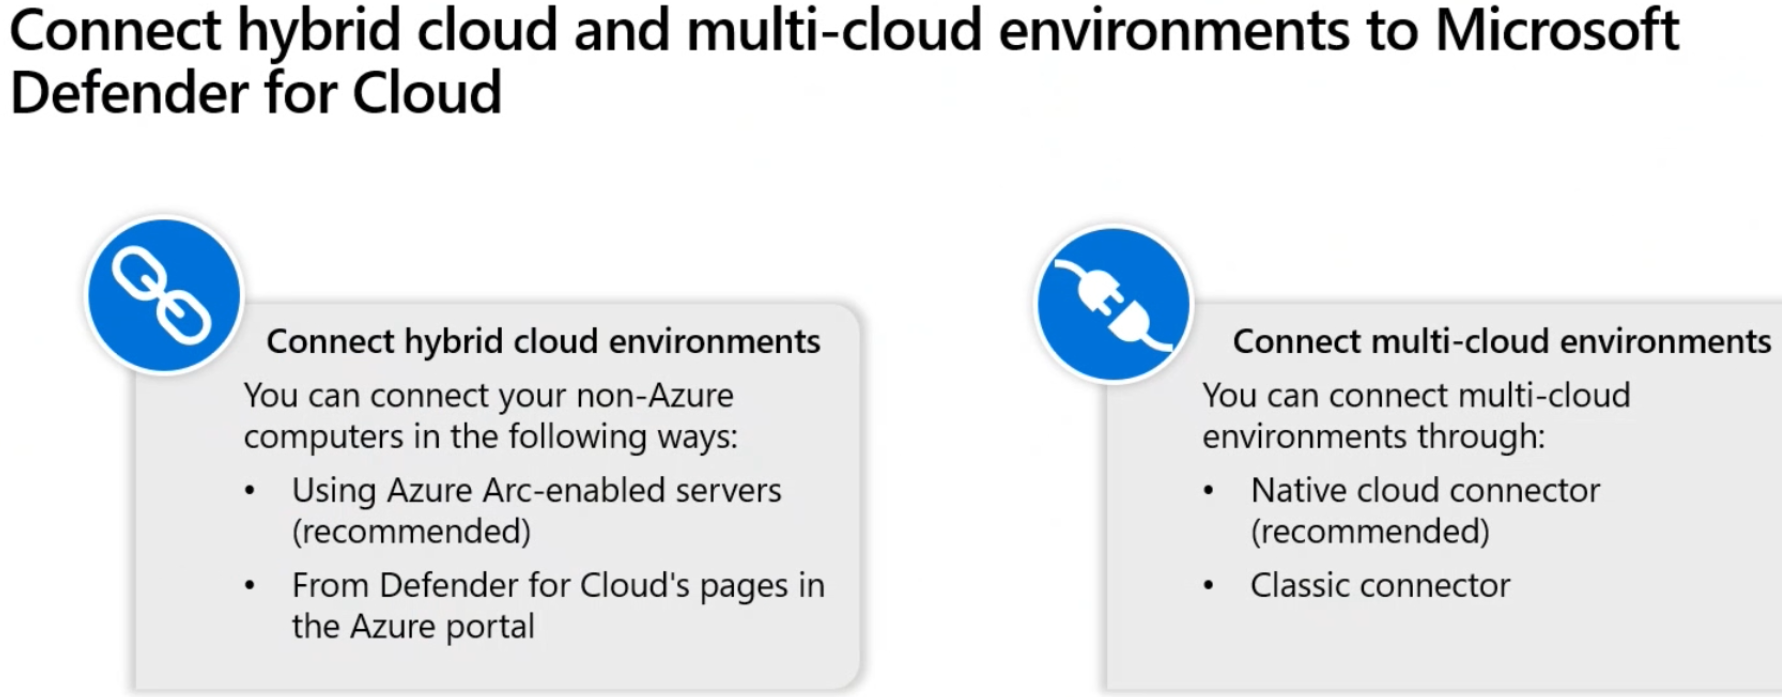 Connect hybrid cloud and multi-cloud environments to Microsoft
Defender for Cloud
Connect hybrid cloud environments
You can connect your non-Azure
computers in the following ways:
• Using Azure Arc-enabled servers
(recommended)
• From Defender for Cloud's pages in
the Azure portal
Connect multi-cloud environments
You can connect multi-cloud
environments through:
• Native cloud connector
(recommended)
• Classic connector